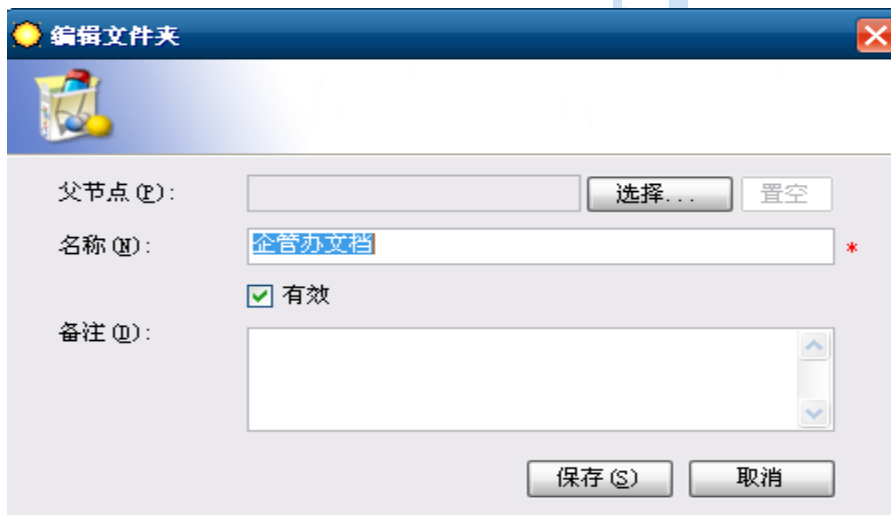 编辑文件夹
父节点(P): 选择... 置空
名称(N): 企管办文档 *
有效
备注(D):
保存(S) 取消